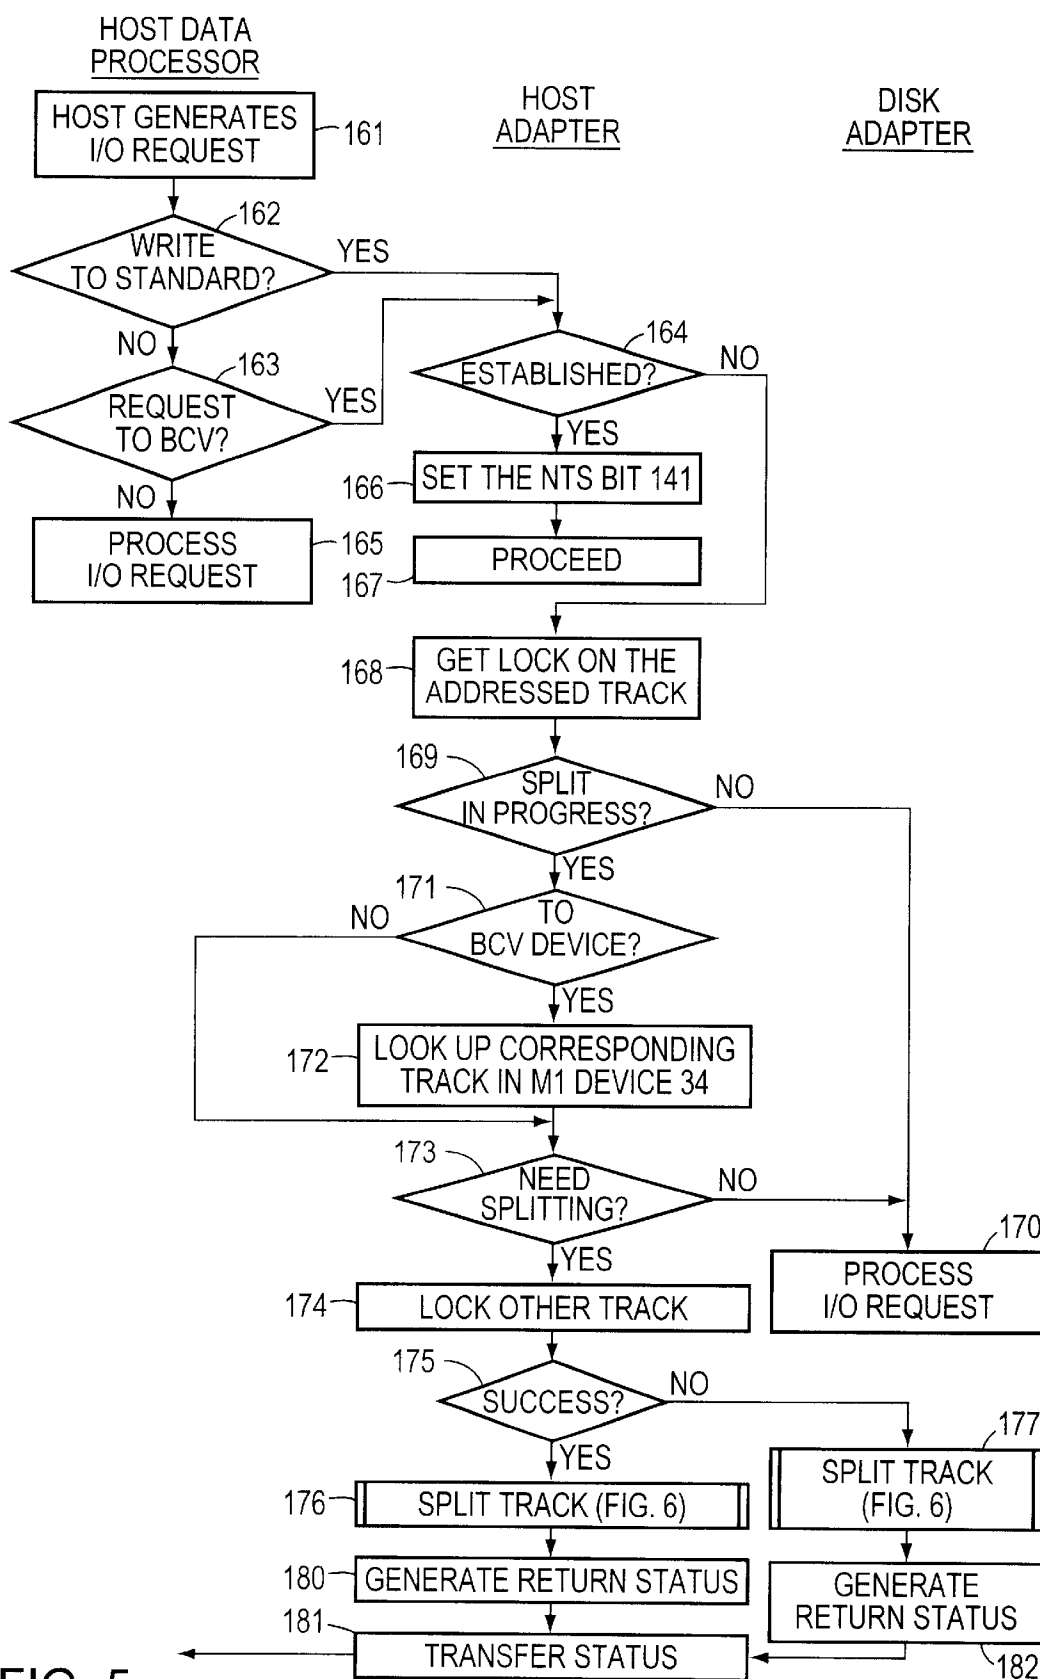 HOST DATA
PROCESSOR
HOST
ADAPTER
DISK
ADAPTER
HOST GENERATES
I/O REQUEST
161
162
WRITE
TO STANDARD?
YES
NO
163
REQUEST
TO BCV?
YES
NO
PROCESS
I/O REQUEST
165
164
ESTABLISHED?
NO
YES
166
SET THE NTS BIT 141
PROCEED
167
168
GET LOCK ON THE
ADDRESSED TRACK
169
SPLIT
IN PROGRESS?
NO
YES
171
TO
BCV DEVICE?
NO
YES
172
LOOK UP CORRESPONDING
TRACK IN M1 DEVICE 34
173
NEED
SPLITTING?
NO
YES
170
PROCESS
I/O REQUEST
174
LOCK OTHER TRACK
175
SUCCESS?
NO
YES
177
SPLIT TRACK
(FIG. 6)
176
SPLIT TRACK (FIG. 6)
180
GENERATE RETURN STATUS
GENERATE
RETURN STATUS
182
181
TRANSFER STATUS
FIG. 5